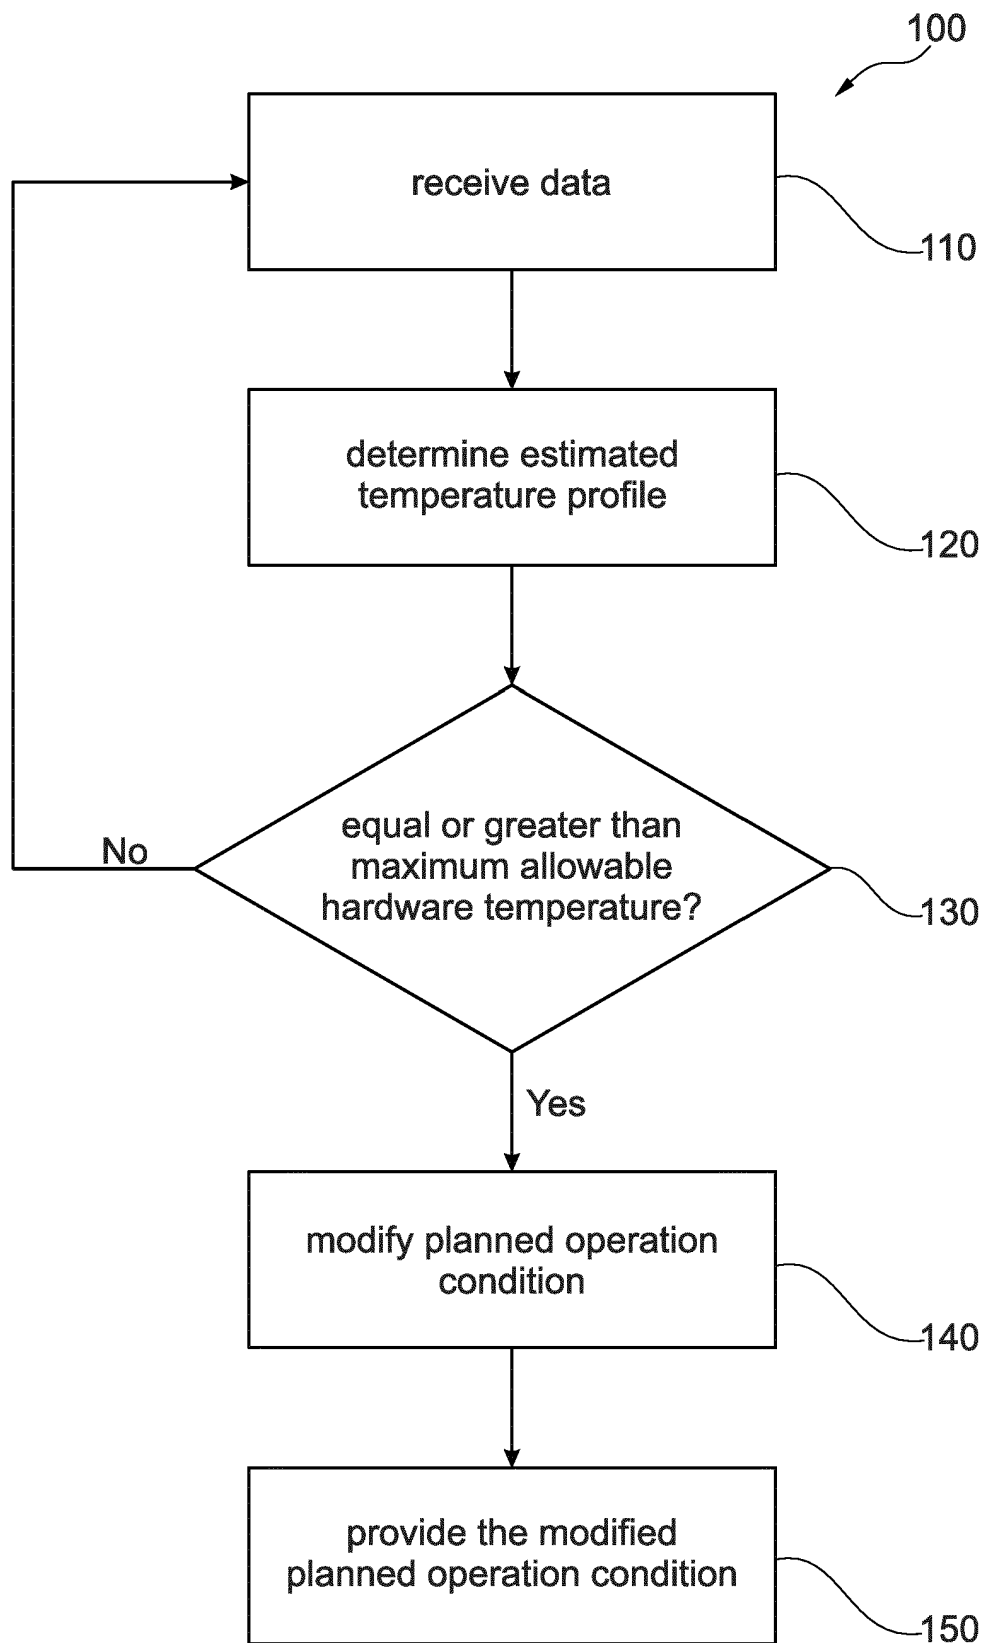 100
receive data
110
determine estimated
temperature profile
120
equal or greater than
maximum allowable
hardware temperature?
No
130
Yes
modify planned operation
condition
140
provide the modified
planned operation condition
150